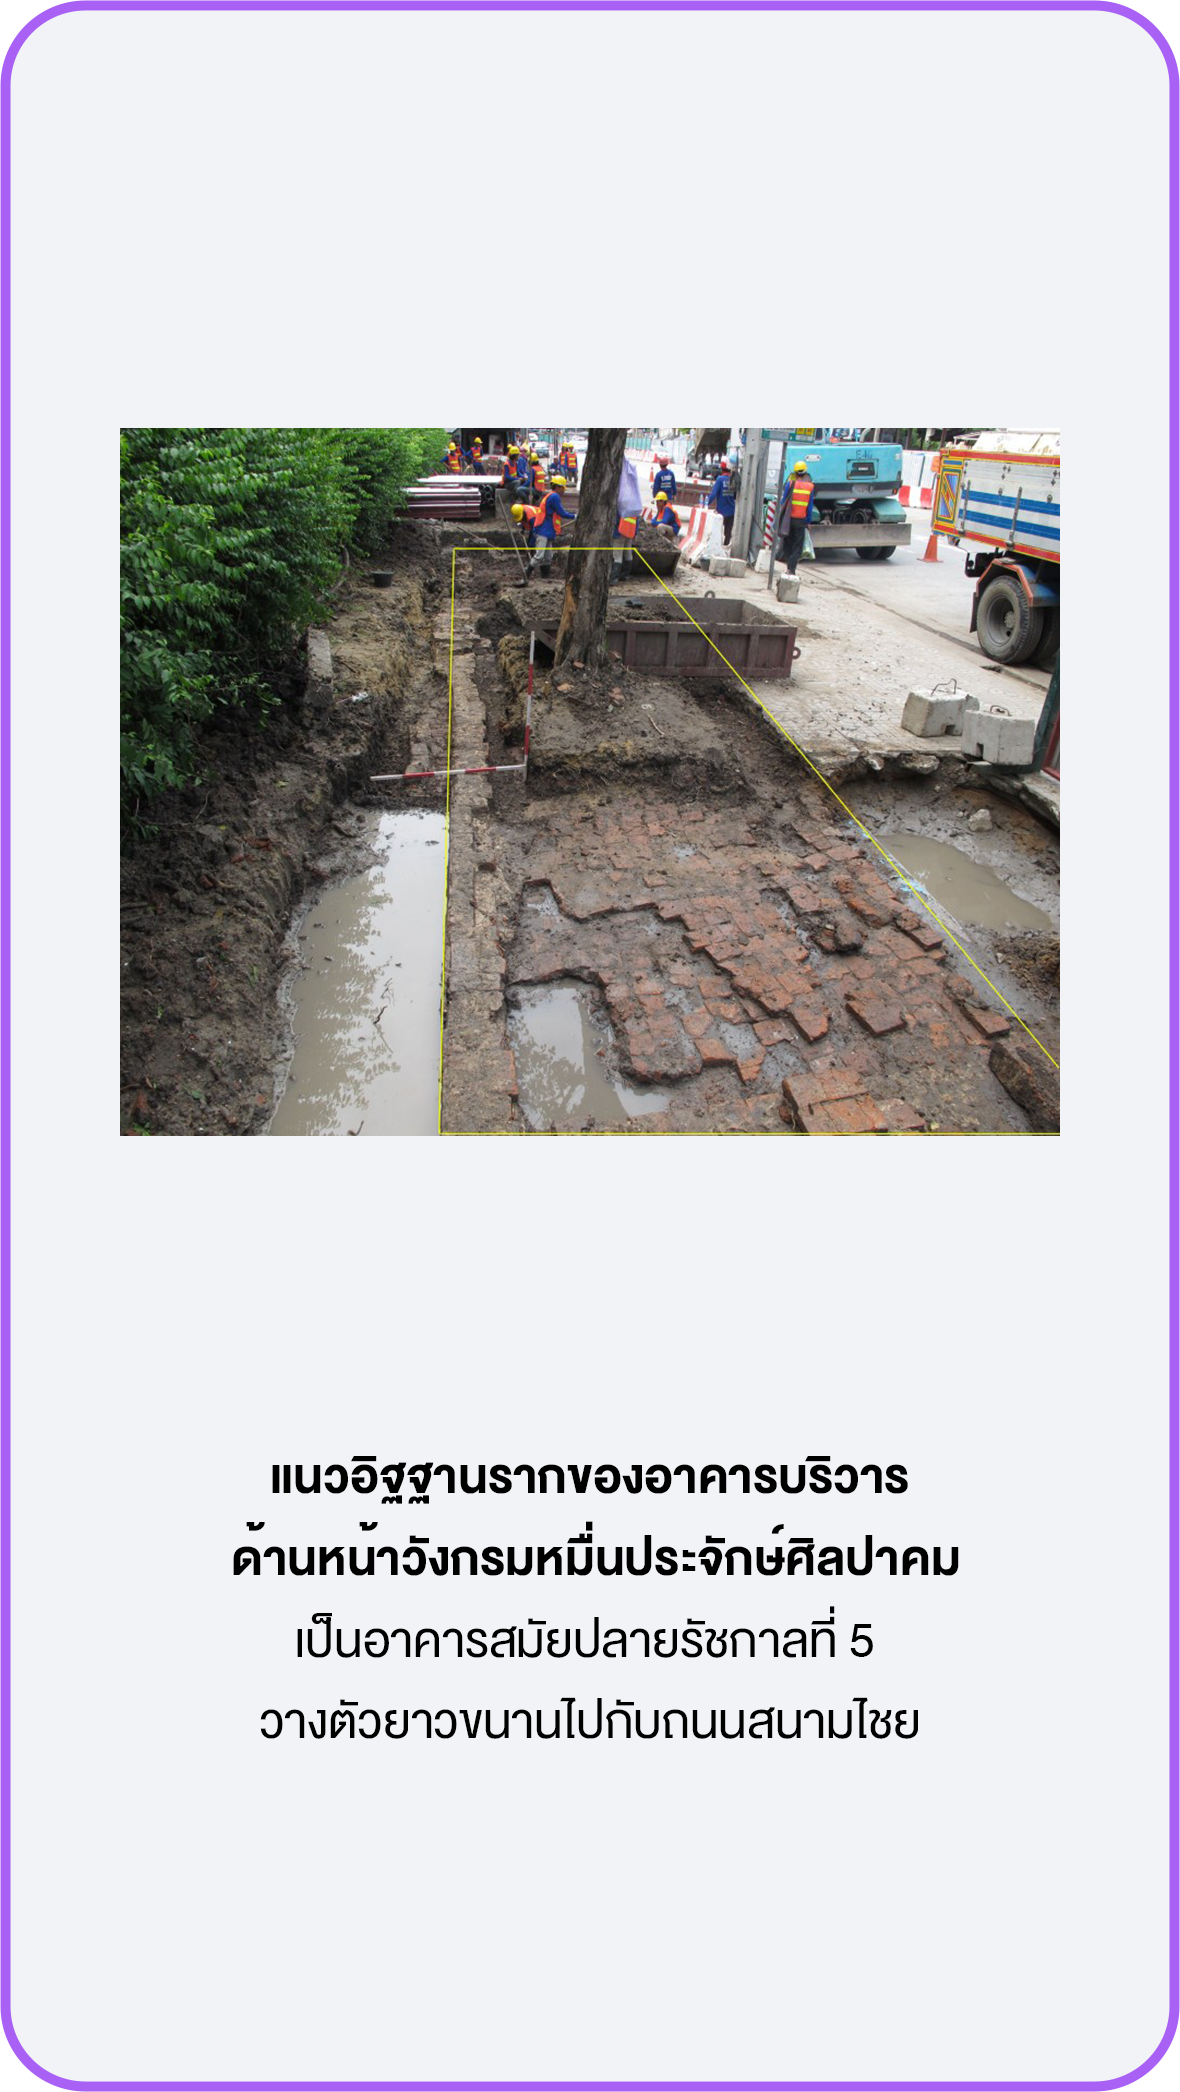 แนวอิฐฐานรากของอาคารบริวาร
ด้านหน้าวังกรมหมื่นประจักษ์ศิลปาคม
เป็นอาคารสมัยปลายรัชกาลที่ 5
วางตัวยาวขนานไปกับถนนสนามไชย